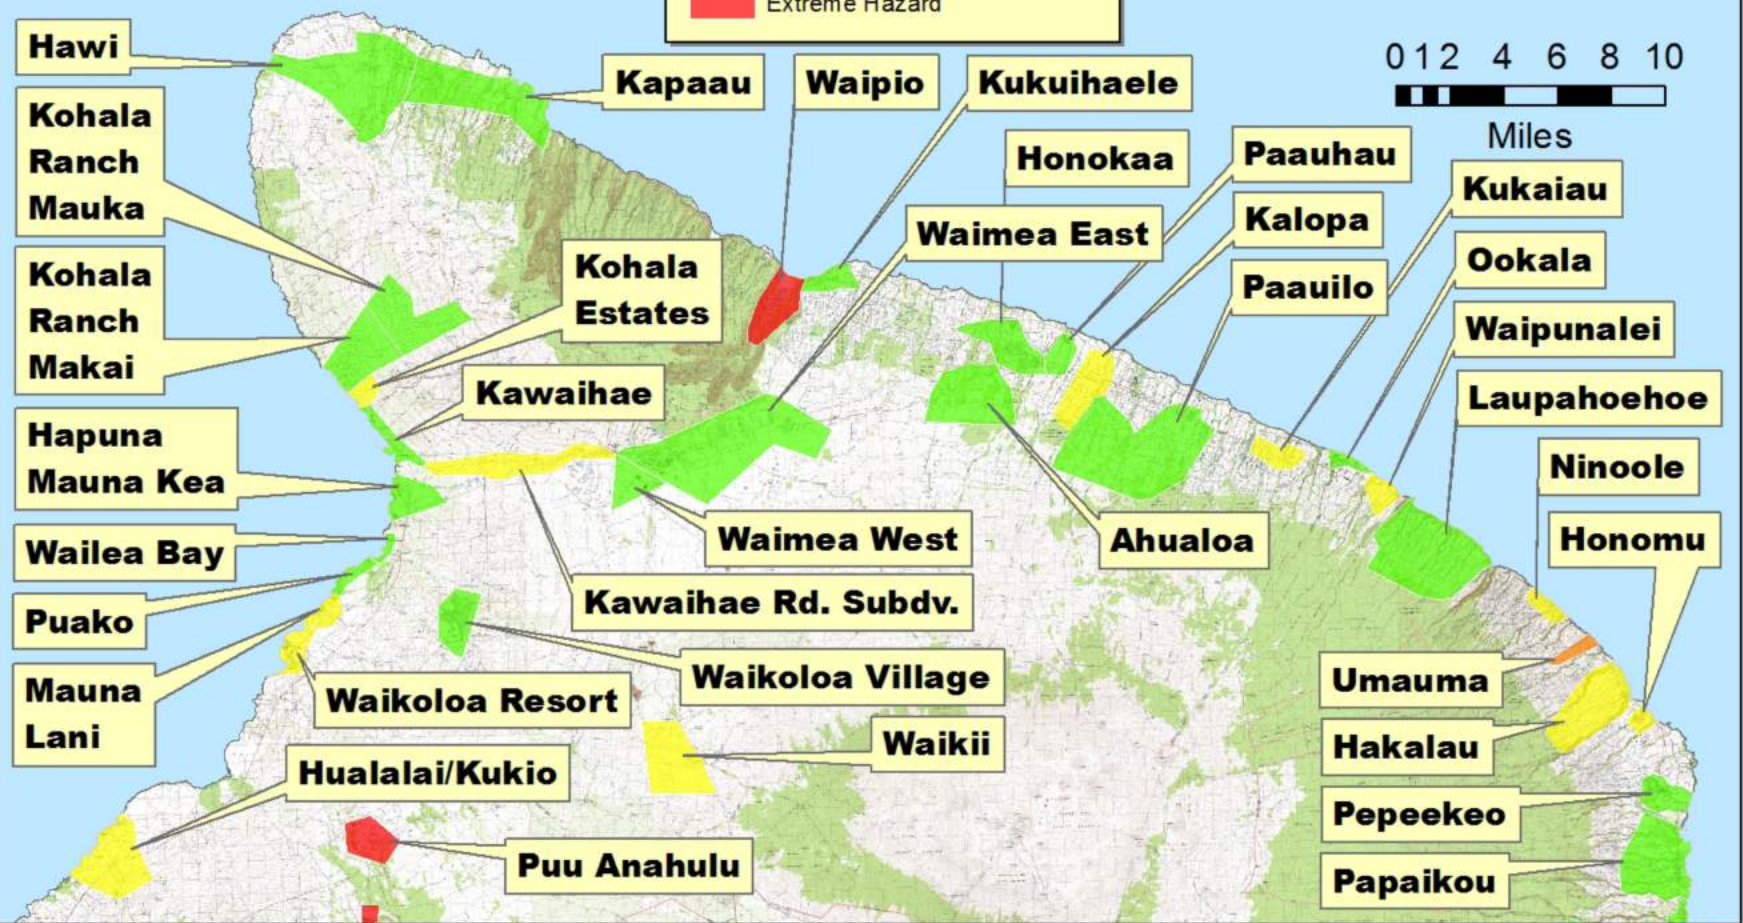 Extreme Hazard
0 1 2 4 6 8 10
Miles
Hawi
Kapaau
Waipio
Kukuihaele
Kohala
Ranch
Mauka
Honokaa
Paauhau
Kukaiau
Waimea East
Kalopa
Kohala
Estates
Ookala
Kohala
Ranch
Makai
Paauilo
Waipunalei
Kawaihae
Laupahoehoe
Hapuna
Mauna Kea
Ninoole
Wailea Bay
Waimea West
Ahualoa
Honomu
Puako
Kawaihae Rd. Subdv.
Mauna
Lani
Waikoloa Resort
Waikoloa Village
Umauma
Waikii
Hakalau
Hualalai/Kukio
Pepeekeo
Puu Anahulu
Papaikou